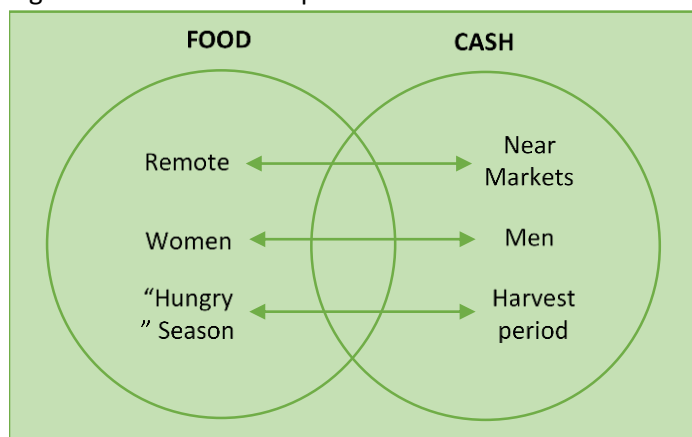 FOOD CASH
Remote
Near
Markets
Women
Men
“Hungry
” Season
Harvest
period